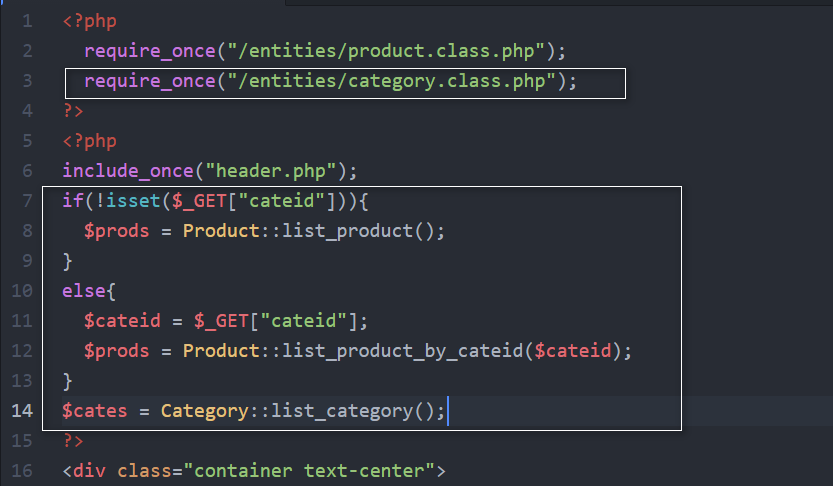 1 <?php
2 require_once("/entities/product.class.php");
3 require_once("/entities/category.class.php");
4 ?>
5 <?php
6 include_once("header.php");
7 if(!isset($_GET["cateid"])){
8 $prods = Product::list_product();
9 }
10 else{
11 $cateid = $_GET["cateid"];
12 $prods = Product::list_product_by_cateid($cateid);
13 }
14 $cates = Category::list_category();
15 ?>
16 <div class="container text-center">